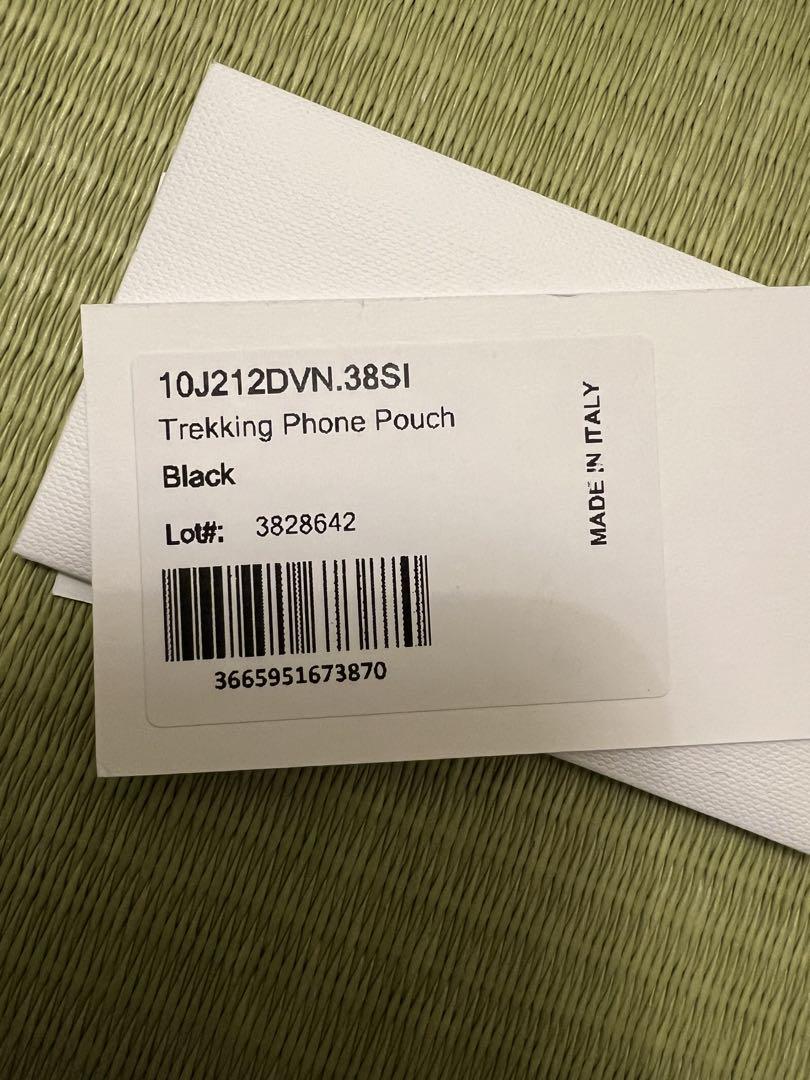 10J212DVN.38SI
Trekking Phone Pouch
Black
Lot#: 3828642
3665951673870
MADE IN ITALY